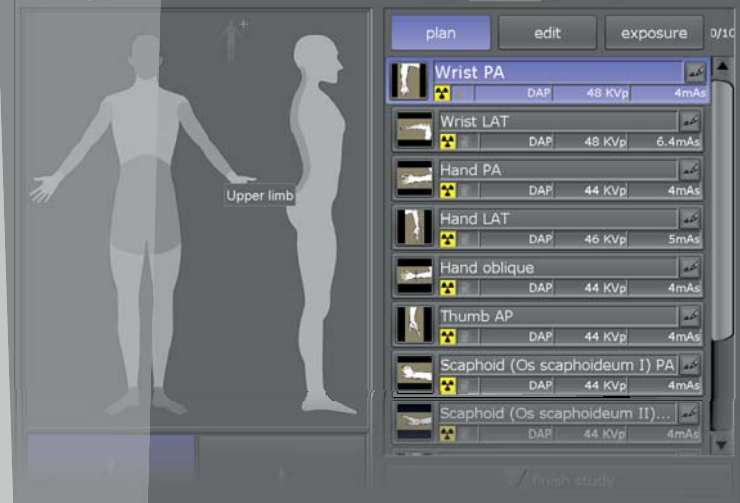 plan
edit
exposure
0/10
Wrist PA
DAP 48 KVp 4mAs
Wrist LAT
DAP 48 KVp 6.4mAs
Hand PA
DAP 44 KVp 4mAs
Hand LAT
DAP 46 KVp 5mAs
Hand oblique
DAP 44 KVp 4mAs
Thumb AP
DAP 44 KVp 4mAs
Scaphoid (Os scaphoideum I) PA
DAP 44 KVp 4mAs
Scaphoid (Os scaphoideum II)...
DAP 44 KVp 4mAs
Upper limb
finish study